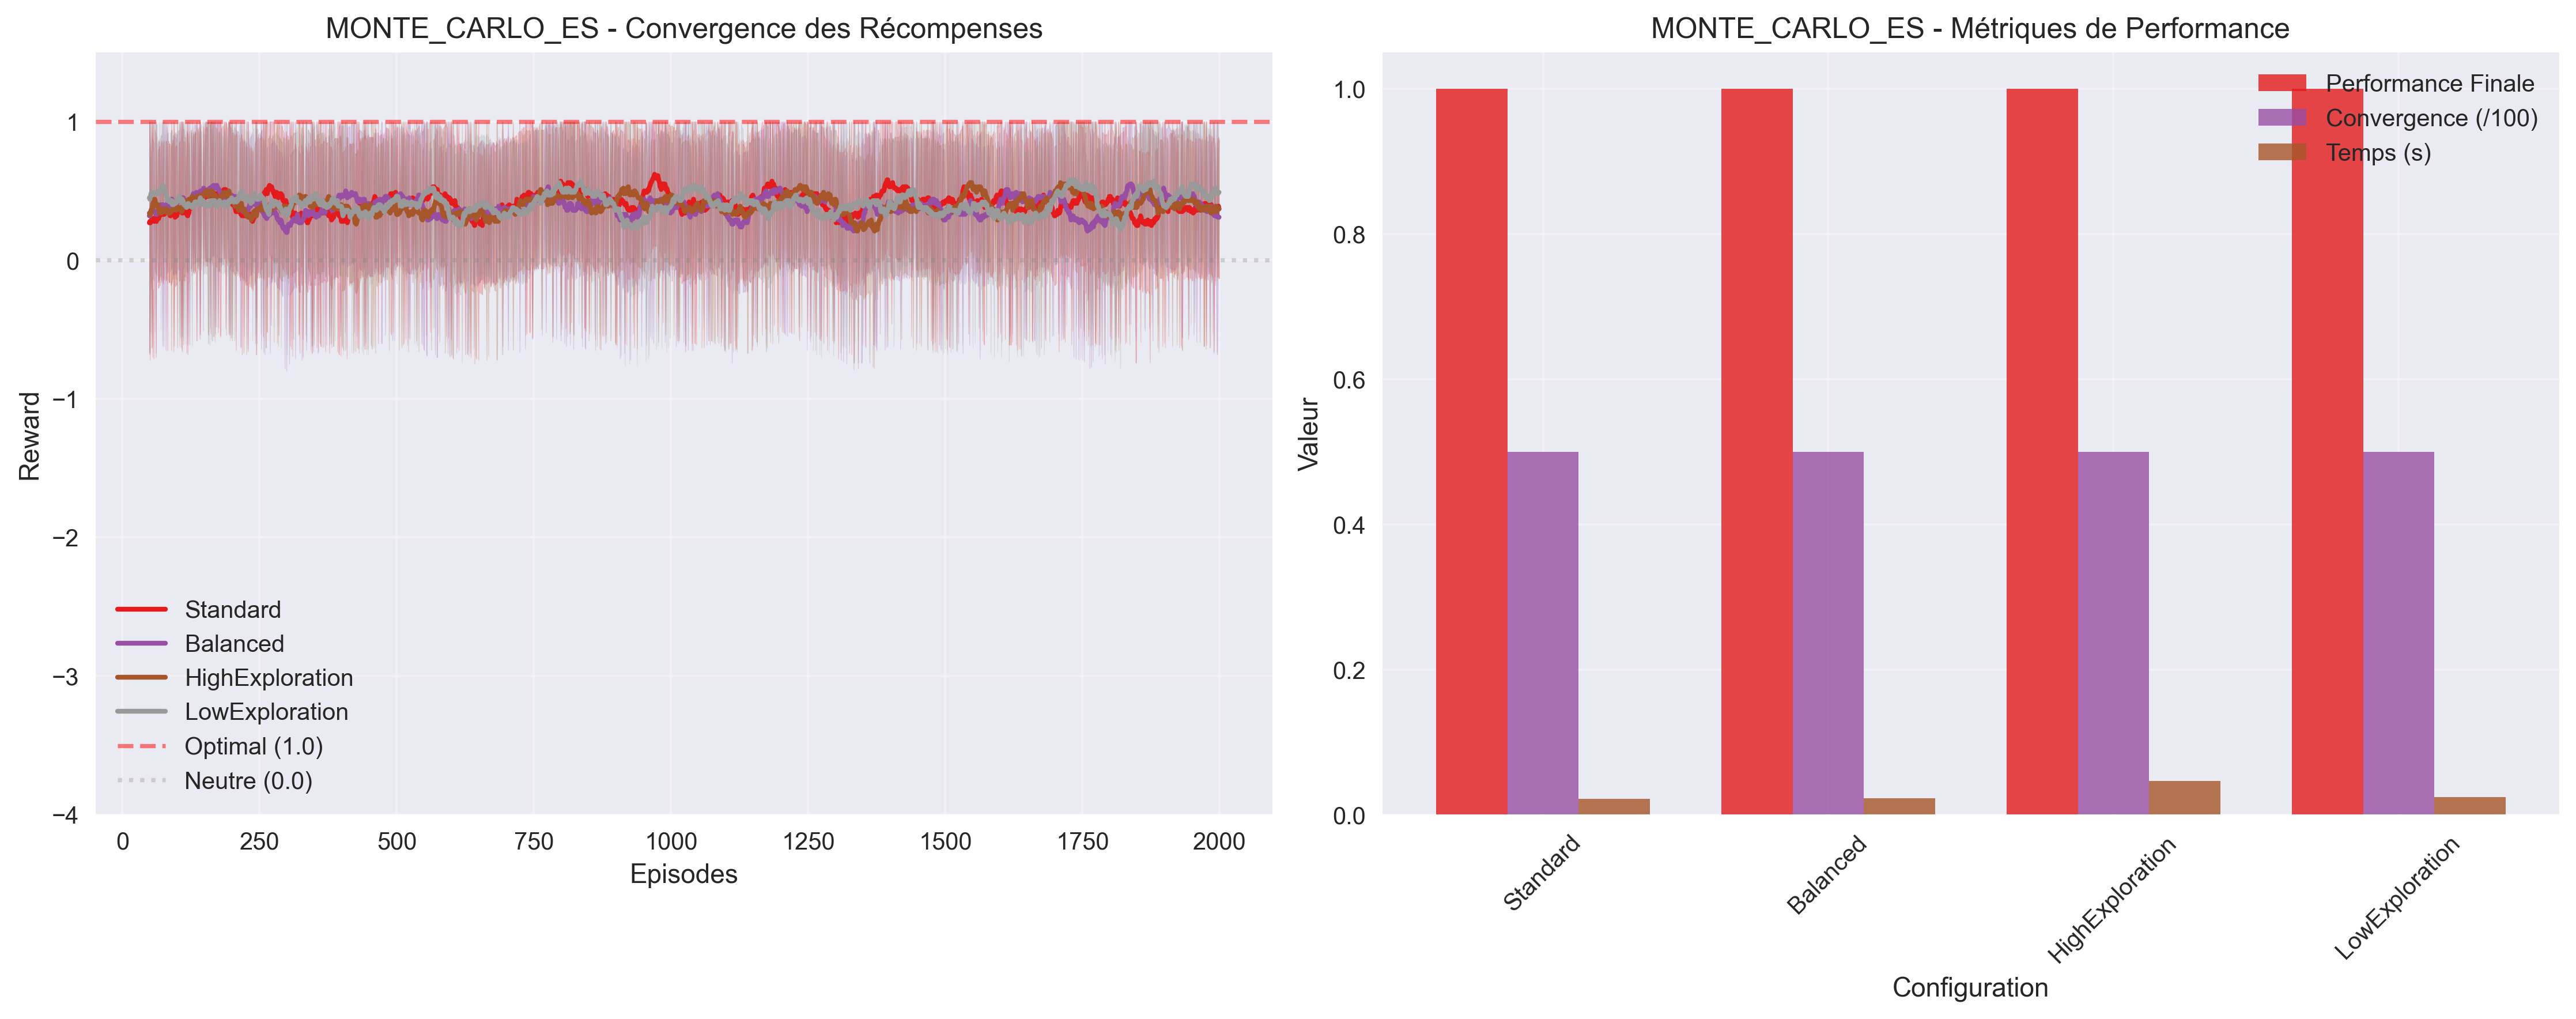 MONTE_CARLO_ES - Convergence des Récompenses
Reward
1
0
−1
−2
−3
−4
Standard
Balanced
HighExploration
LowExploration
Optimal (1.0)
Neutre (0.0)
0 250 500 750 1000 1250 1500 1750 2000
Episodes
MONTE_CARLO_ES - Métriques de Performance
Valeur
1.0
0.8
0.6
0.4
0.2
0.0
Performance Finale
Convergence (/100)
Temps (s)
Standard Balanced HighExploration LowExploration
Configuration